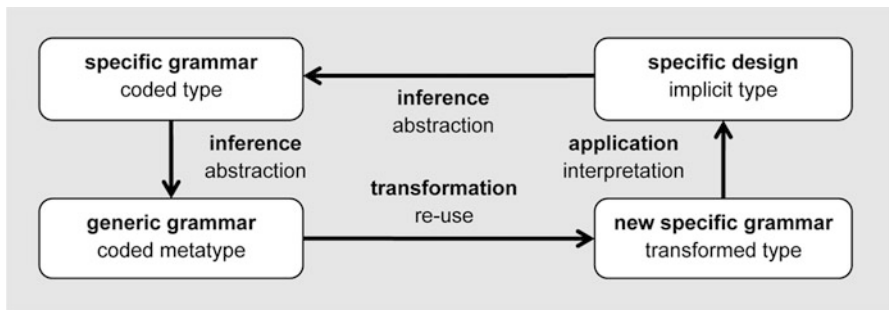 specific grammar
coded type
specific design
implicit type
inference
abstraction
inference
abstraction
application
interpretation
transformation
re-use
generic grammar
coded metatype
new specific grammar
transformed type